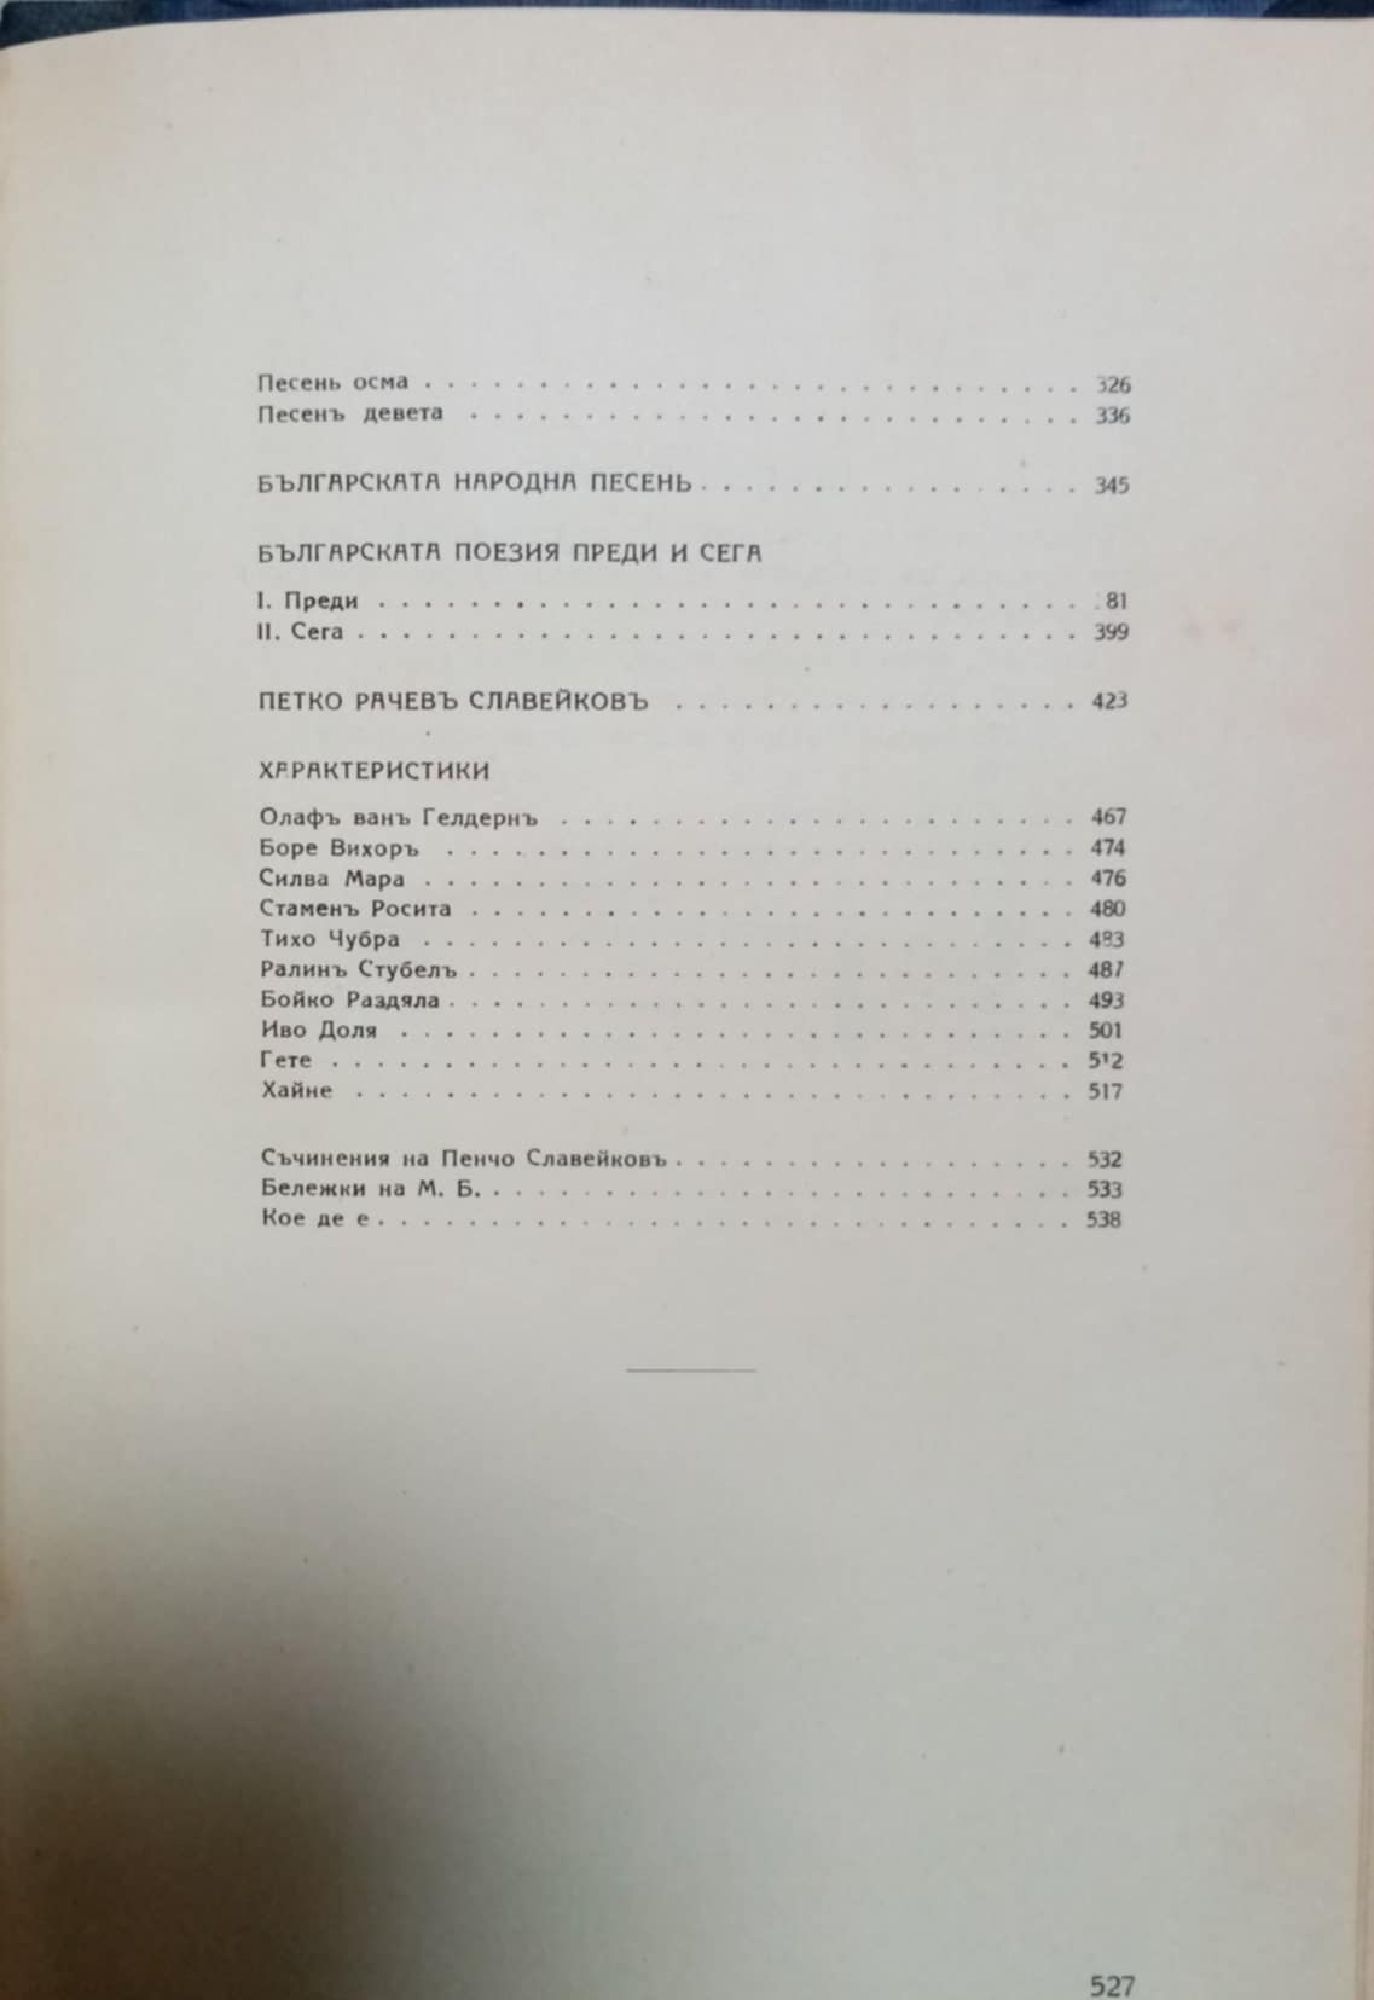 Песень осма . . . . . . . . . . . . . . . . . . . . . . . . . . . . . 326
Песенъ девета . . . . . . . . . . . . . . . . . . . . . . . . . . . 336
БЪЛГАРСКАТА НАРОДНА ПЕСЕНЬ . . . . . . . . . . . . . . . . . 345
БЪЛГАРСКАТА ПОЕЗИЯ ПРЕДИ И СЕГА
I. Преди . . . . . . . . . . . . . . . . . . . . . . . . . . . . . . . 81
II. Сега . . . . . . . . . . . . . . . . . . . . . . . . . . . . . . . . 399
ПЕТКО РАЧЕВЪ СЛАВЕЙКОВЪ . . . . . . . . . . . . . . . . . . 423
ХАРАКТЕРИСТИКИ
Олафъ ванъ Гелдернъ . . . . . . . . . . . . . . . . . . . . . . . 467
Боре Вихоръ . . . . . . . . . . . . . . . . . . . . . . . . . . . . 474
Силва Мара . . . . . . . . . . . . . . . . . . . . . . . . . . . . . 476
Стаменъ Росита . . . . . . . . . . . . . . . . . . . . . . . . . . . 480
Тихо Чубра . . . . . . . . . . . . . . . . . . . . . . . . . . . . . 483
Ралинъ Стубелъ . . . . . . . . . . . . . . . . . . . . . . . . . . . 487
Бойко Раздяла . . . . . . . . . . . . . . . . . . . . . . . . . . . . 493
Иво Доля . . . . . . . . . . . . . . . . . . . . . . . . . . . . . . 501
Гете . . . . . . . . . . . . . . . . . . . . . . . . . . . . . . . . . 512
Хайне . . . . . . . . . . . . . . . . . . . . . . . . . . . . . . . . 517
Съчинения на Пенчо Славейковъ . . . . . . . . . . . . . . . . . . 532
Бележки на М. Б. . . . . . . . . . . . . . . . . . . . . . . . . . . 533
Кое де е . . . . . . . . . . . . . . . . . . . . . . . . . . . . . . . 538
527